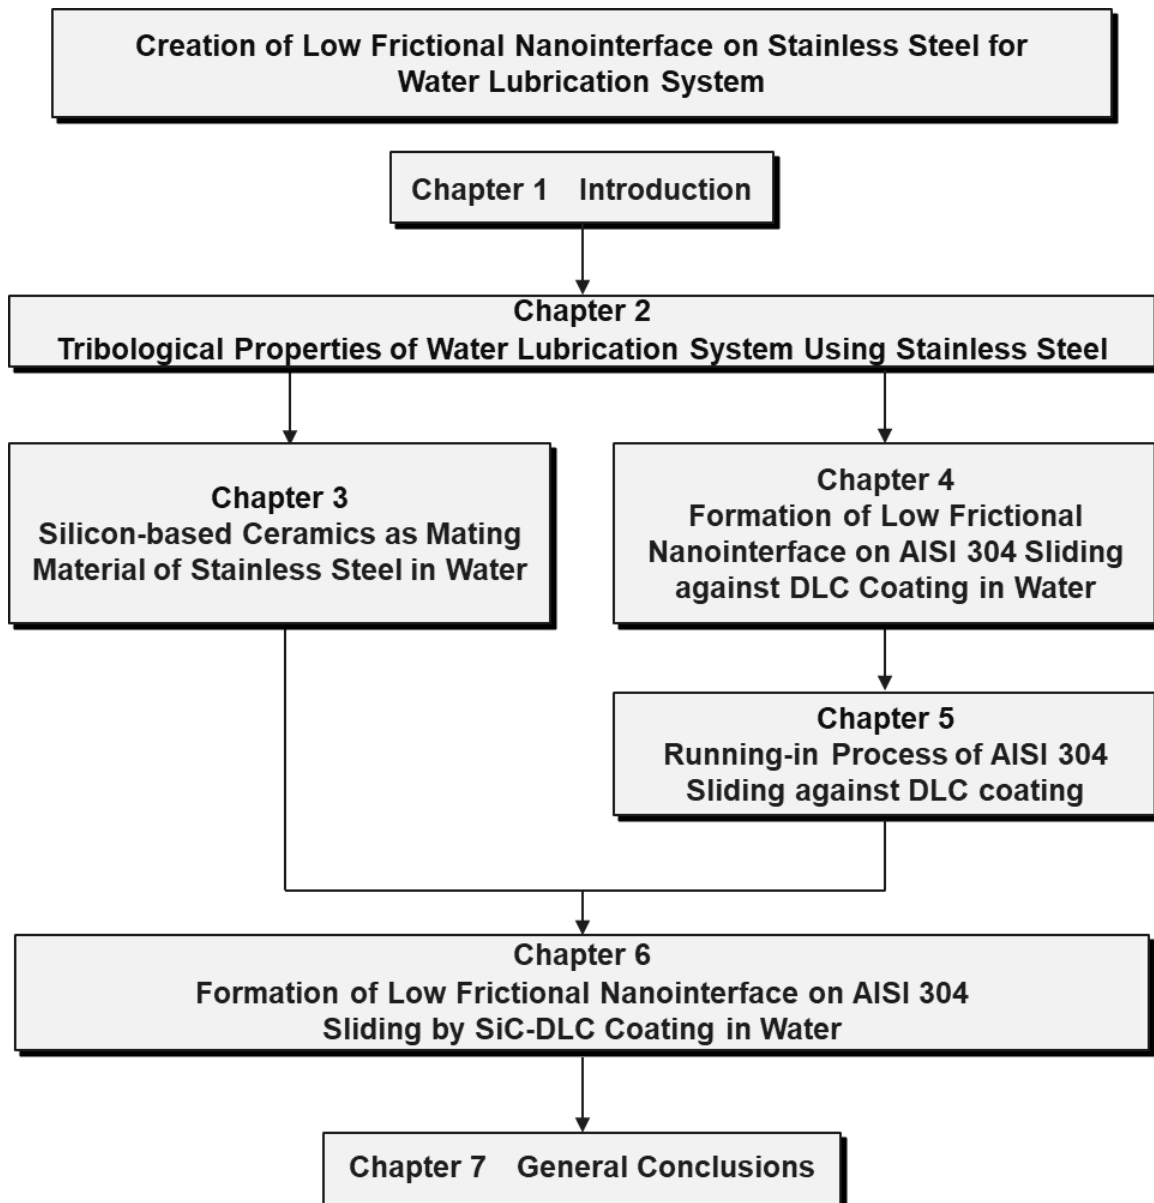 Creation of Low Frictional Nanointerface on Stainless Steel for
Water Lubrication System
Chapter 1 Introduction
Chapter 2
Tribological Properties of Water Lubrication System Using Stainless Steel
Chapter 3
Silicon-based Ceramics as Mating
Material of Stainless Steel in Water
Chapter 4
Formation of Low Frictional
Nanointerface on AISI 304 Sliding
against DLC Coating in Water
Chapter 5
Running-in Process of AISI 304
Sliding against DLC coating
Chapter 6
Formation of Low Frictional Nanointerface on AISI 304
Sliding by SiC-DLC Coating in Water
Chapter 7 General Conclusions